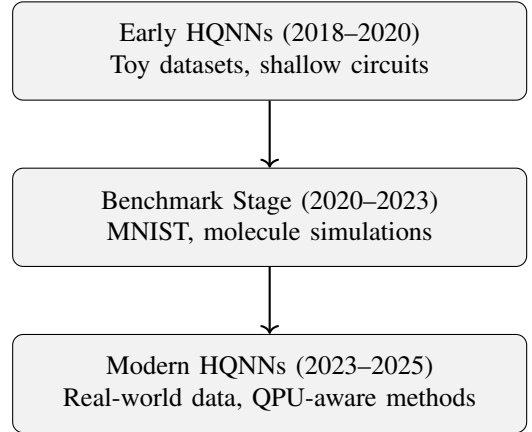 Early HQNNs (2018–2020)
Toy datasets, shallow circuits
Benchmark Stage (2020–2023)
MNIST, molecule simulations
Modern HQNNs (2023–2025)
Real-world data, QPU-aware methods